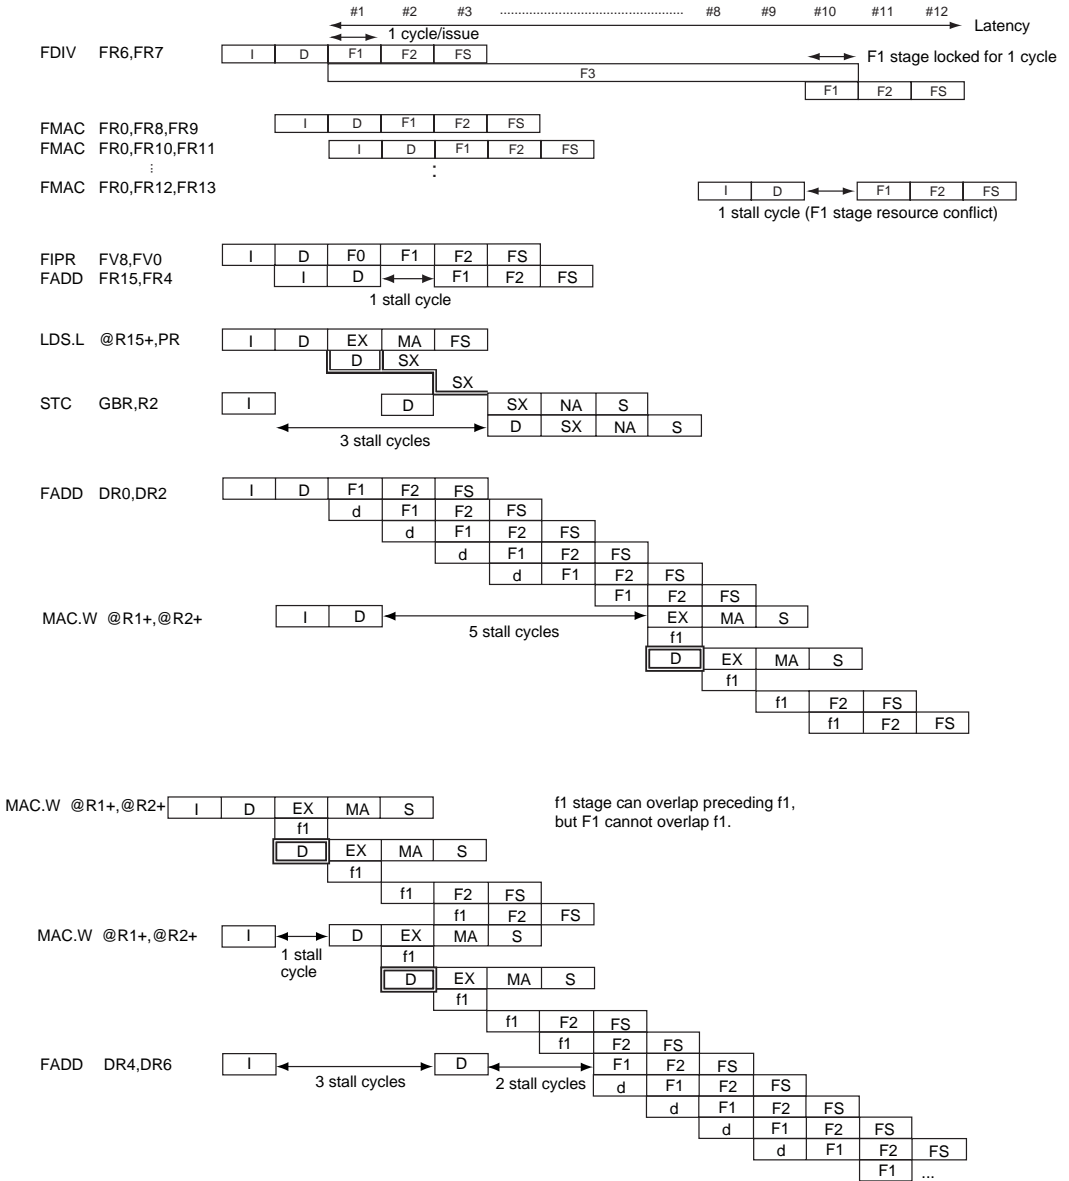 #1 #2 #3 ........ #8 #9 #10 #11 #12
Latency
1 cycle/issue
FDIV FR6,FR7 I D F1 F2 FS
F1 stage locked for 1 cycle
F3
F1 F2 FS
FMAC FR0,FR8,FR9 I D F1 F2 FS
FMAC FR0,FR10,FR11 I D F1 F2 FS
FMAC FR0,FR12,FR13 I D F1 F2 FS
1 stall cycle (F1 stage resource conflict)
FIPR FV8,FV0 I D F0 F1 F2 FS
FADD FR15,FR4 I D F1 F2 FS
1 stall cycle
LDS.L @R15+,PR I D EX MA FS
D SX
SX
STC GBR,R2 I D SX NA S
D SX NA S
3 stall cycles
FADD DR0,DR2 I D F1 F2 FS
d F1 F2 FS
d F1 F2 FS
d F1 F2 FS
d F1 F2 FS
F1 F2 FS
MAC.W @R1+,@R2+ I D EX MA S
5 stall cycles
f1
D EX MA S
f1
f1 F2 FS
f1 F2 FS
MAC.W @R1+,@R2+ I D EX MA S
f1 stage can overlap preceding f1,
but F1 cannot overlap f1.
f1
D EX MA S
f1
f1 F2 FS
f1 F2 FS
MAC.W @R1+,@R2+ I D EX MA S
1 stall
cycle
f1
D EX MA S
f1
f1 F2 FS
f1 F2 FS
FADD DR4,DR6 I D F1 F2 FS
3 stall cycles 2 stall cycles
d F1 F2 FS
d F1 F2 FS
d F1 F2 FS
d F1 F2 FS
F1 ...